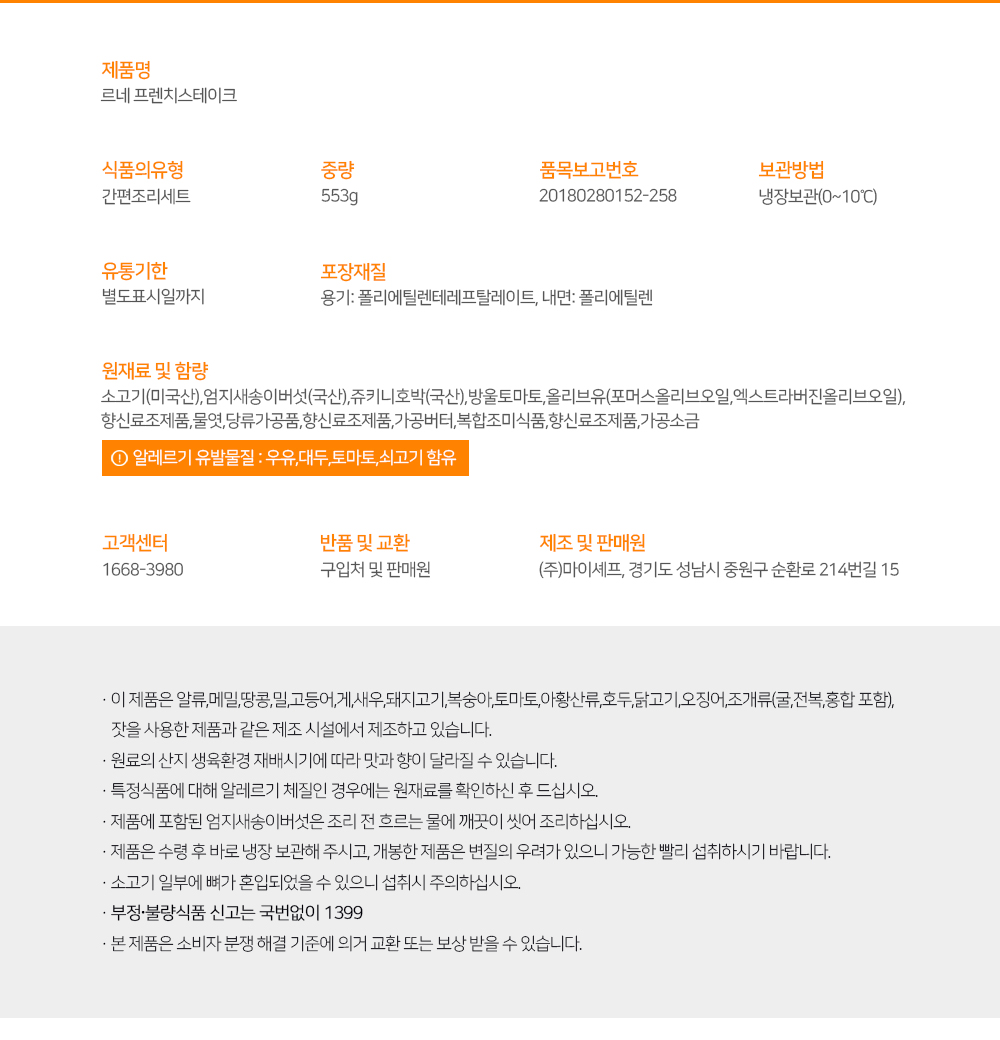 제품명
르네 프렌치스테이크
식품의유형
간편조리세트
중량
553g
품목보고번호
20180280152-258
보관방법
냉장보관(0~10℃)
유통기한
별도표시일까지
포장재질
용기: 폴리에틸렌테레프탈레이트, 내면: 폴리에틸렌
원재료 및 함량
소고기(미국산),엄지새송이버섯(국산),쥬키니호박(국산),방울토마토,올리브유(포머스올리브오일,엑스트라버진올리브오일),
향신료조제품,물엿,당류가공품,향신료조제품,가공버터,복합조미식품,향신료조제품,가공소금
알레르기 유발물질 : 우유,대두,토마토,쇠고기 함유
고객센터
1668-3980
반품 및 교환
구입처 및 판매원
제조 및 판매원
(주)마이셰프, 경기도 성남시 중원구 순환로 214번길 15
· 이 제품은 알류,메밀,땅콩,밀,고등어,게,새우,돼지고기,복숭아,토마토,아황산류,호두,닭고기,오징어,조개류(굴,전복,홍합 포함),
잣을 사용한 제품과 같은 제조 시설에서 제조하고 있습니다.
· 원료의 산지 생육환경 재배시기에 따라 맛과 향이 달라질 수 있습니다.
· 특정식품에 대해 알레르기 체질인 경우에는 원재료를 확인하신 후 드십시오.
· 제품에 포함된 엄지새송이버섯은 조리 전 흐르는 물에 깨끗이 씻어 조리하십시오.
· 제품은 수령 후 바로 냉장 보관해 주시고, 개봉한 제품은 변질의 우려가 있으니 가능한 빨리 섭취하시기 바랍니다.
· 소고기 일부에 뼈가 혼입되었을 수 있으니 섭취시 주의하십시오.
· 부정·불량식품 신고는 국번없이 1399
· 본 제품은 소비자 분쟁 해결 기준에 의거 교환 또는 보상 받을 수 있습니다.